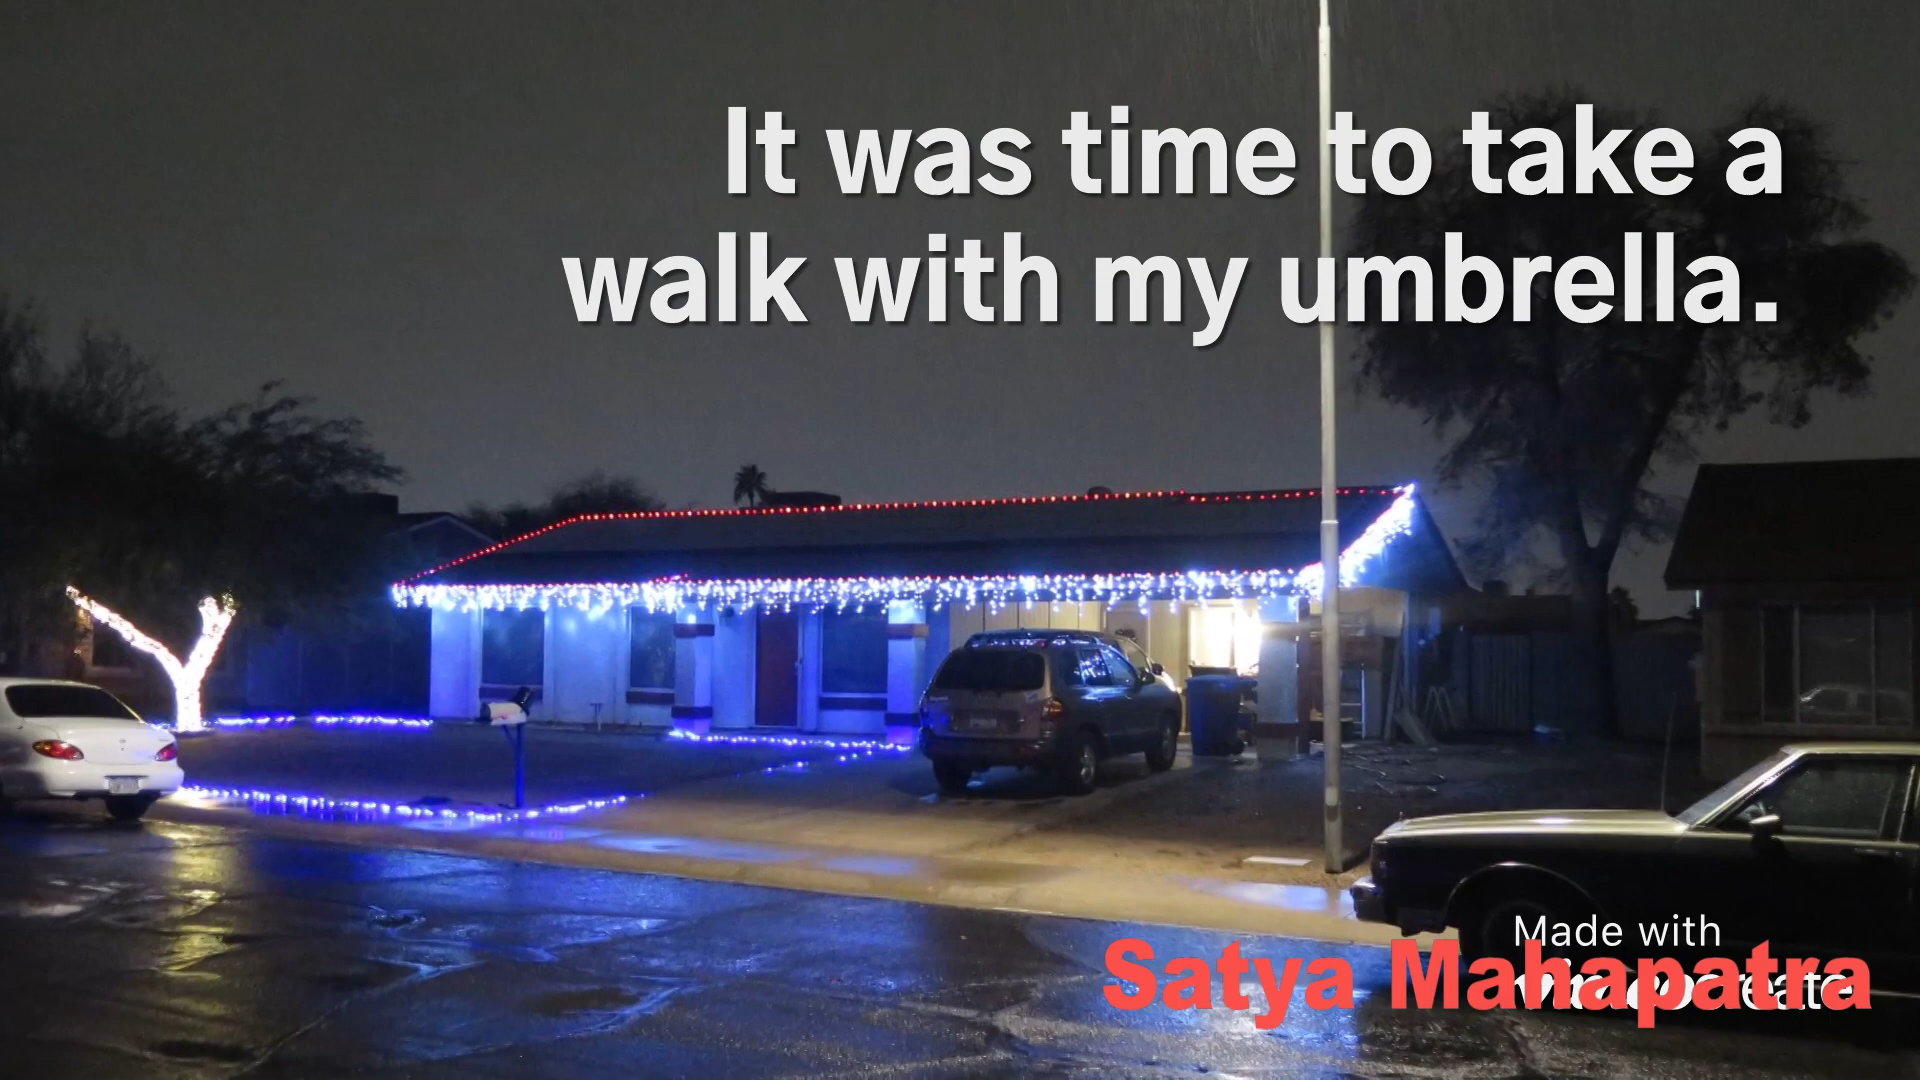 It was time to take a
walk with my umbrella.
Made with
Satya Mahapatra